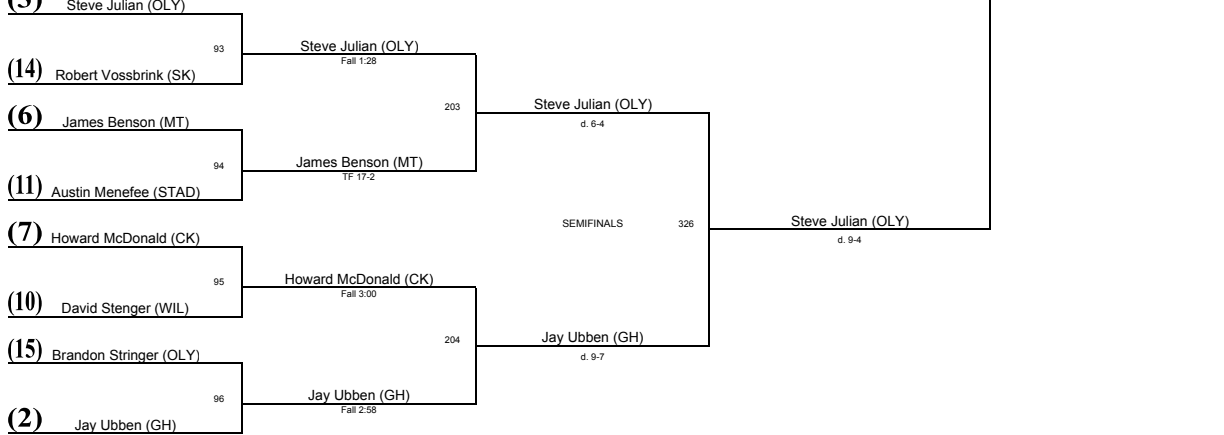 (3) Steve Julian (OLY)
93 Steve Julian (OLY)
Fall 1:28
(14) Robert Vossbrink (SK)
203 Steve Julian (OLY)
d. 6-4
(6) James Benson (MT)
94 James Benson (MT)
TF 17-2
(11) Austin Menefee (STAD)
SEMIFINALS 326 Steve Julian (OLY)
d. 9-4
(7) Howard McDonald (CK)
95 Howard McDonald (CK)
Fall 3:00
(10) David Stenger (WIL)
204 Jay Ubben (GH)
d. 9-7
(15) Brandon Stringer (OLY)
96 Jay Ubben (GH)
Fall 2:58
(2) Jay Ubben (GH)